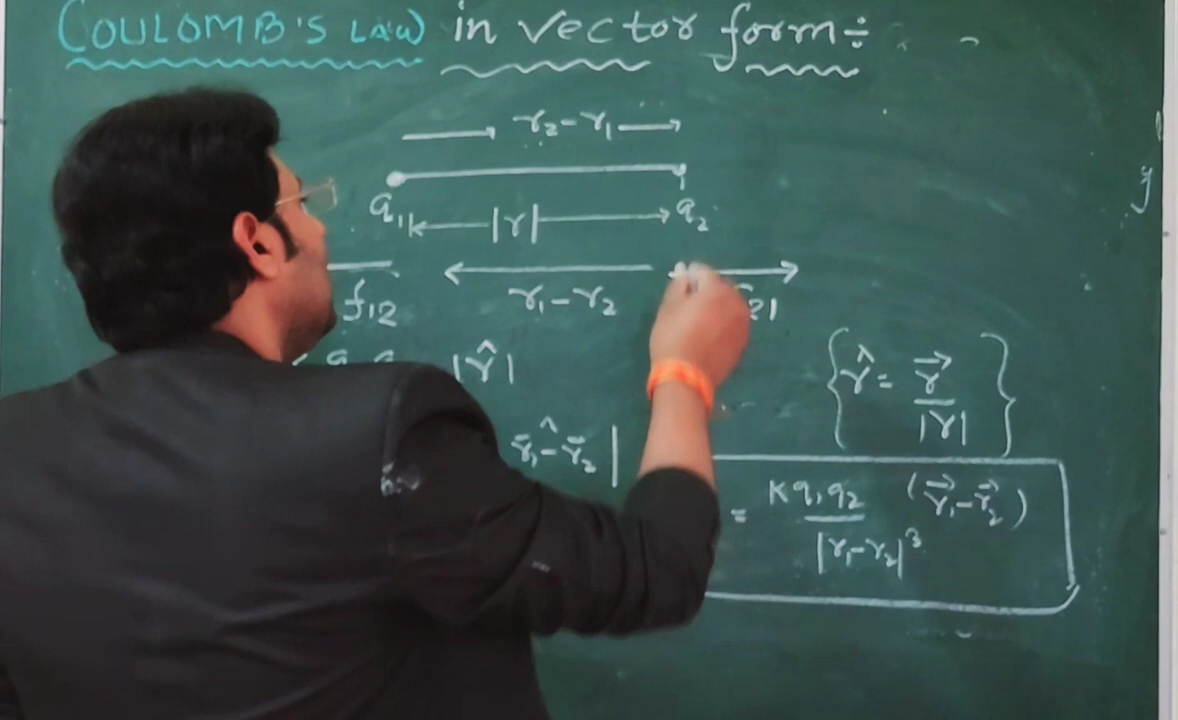 COULOMB'S LAW in vector form÷
r₂-r₁
q₁ |r| q₂
f₁₂ r₁-r₂ 21
|r̂|
{ r̂ = r⃗/|r| }
r̄₁-r̄₂ |
= Kq₁q₂/|r₁-r₂|³ (r⃗₁-r⃗₂)
y